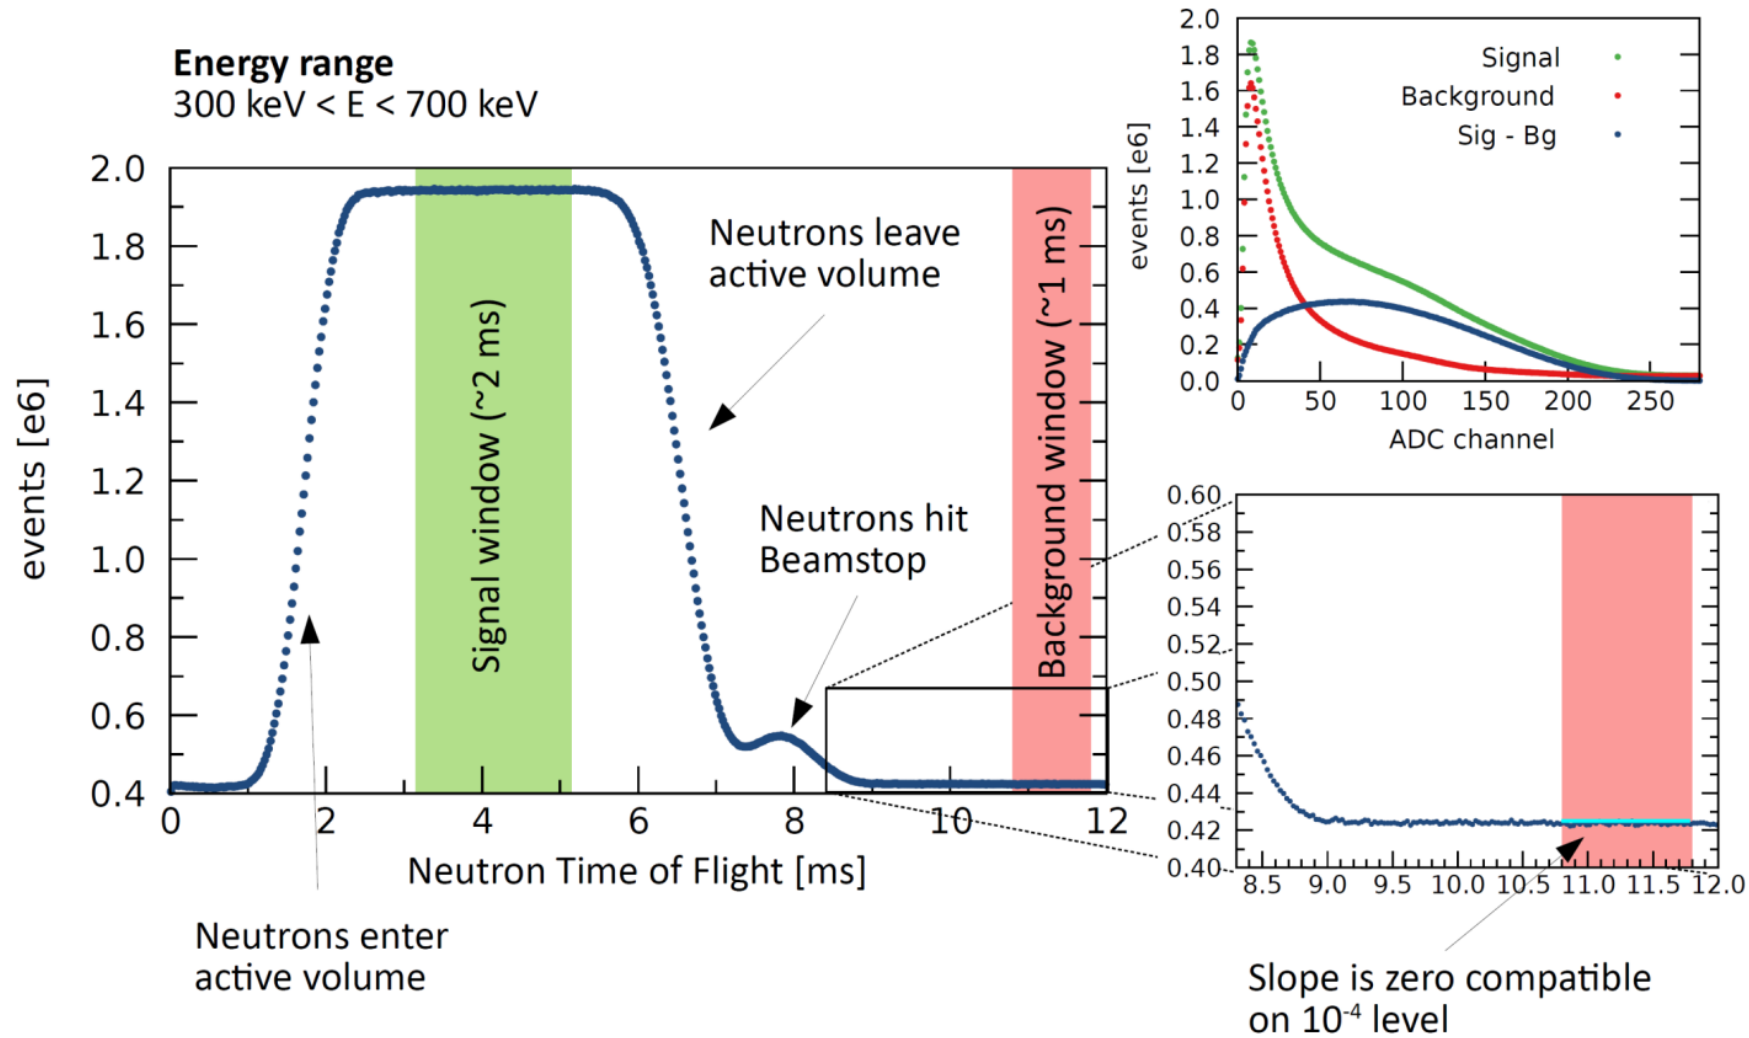 Energy range
300 keV < E < 700 keV
events [e6]
2.0
1.8
1.6
1.4
1.2
1.0
0.8
0.6
0.4
0
2
4
6
8
10
12
Neutron Time of Flight [ms]
Signal window (~2 ms)
Neutrons leave
active volume
Neutrons hit
Beamstop
Background window (~1 ms)
Neutrons enter
active volume
events [e6]
2.0
1.8
1.6
1.4
1.2
1.0
0.8
0.6
0.4
0.2
0.0
Signal
Background
Sig - Bg
0
50
100
150
200
250
ADC channel
0.60
0.58
0.56
0.54
0.52
0.50
0.48
0.46
0.44
0.42
0.40
8.5
9.0
9.5
10.0
10.5
11.0
11.5
12.0
Slope is zero compatible
on 10⁻⁴ level